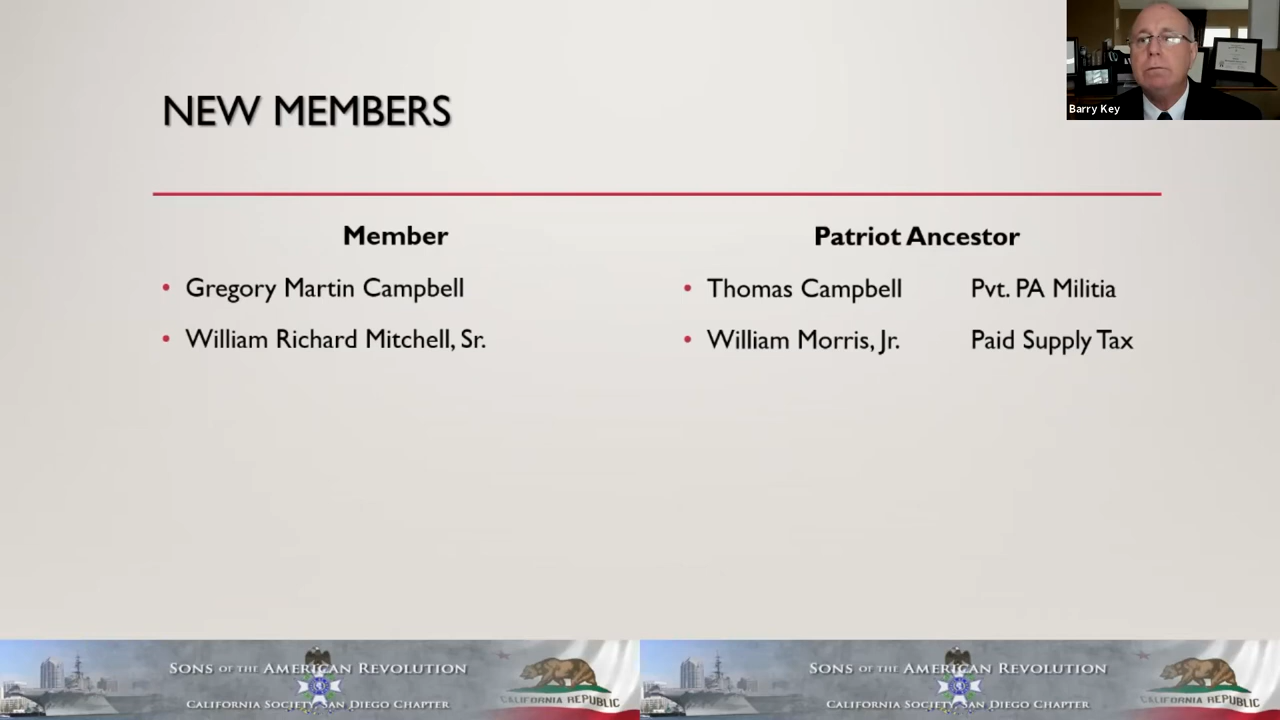 Barry Key
NEW MEMBERS
Member
Patriot Ancestor
• Gregory Martin Campbell
• Thomas Campbell Pvt. PA Militia
• William Richard Mitchell, Sr.
• William Morris, Jr. Paid Supply Tax
SONS OF THE AMERICAN REVOLUTION
CALIFORNIA SOCIETY SAN DIEGO CHAPTER
CALIFORNIA REPUBLIC
SONS OF THE AMERICAN REVOLUTION
CALIFORNIA SOCIETY SAN DIEGO CHAPTER
CALIFORNIA REPUBLIC